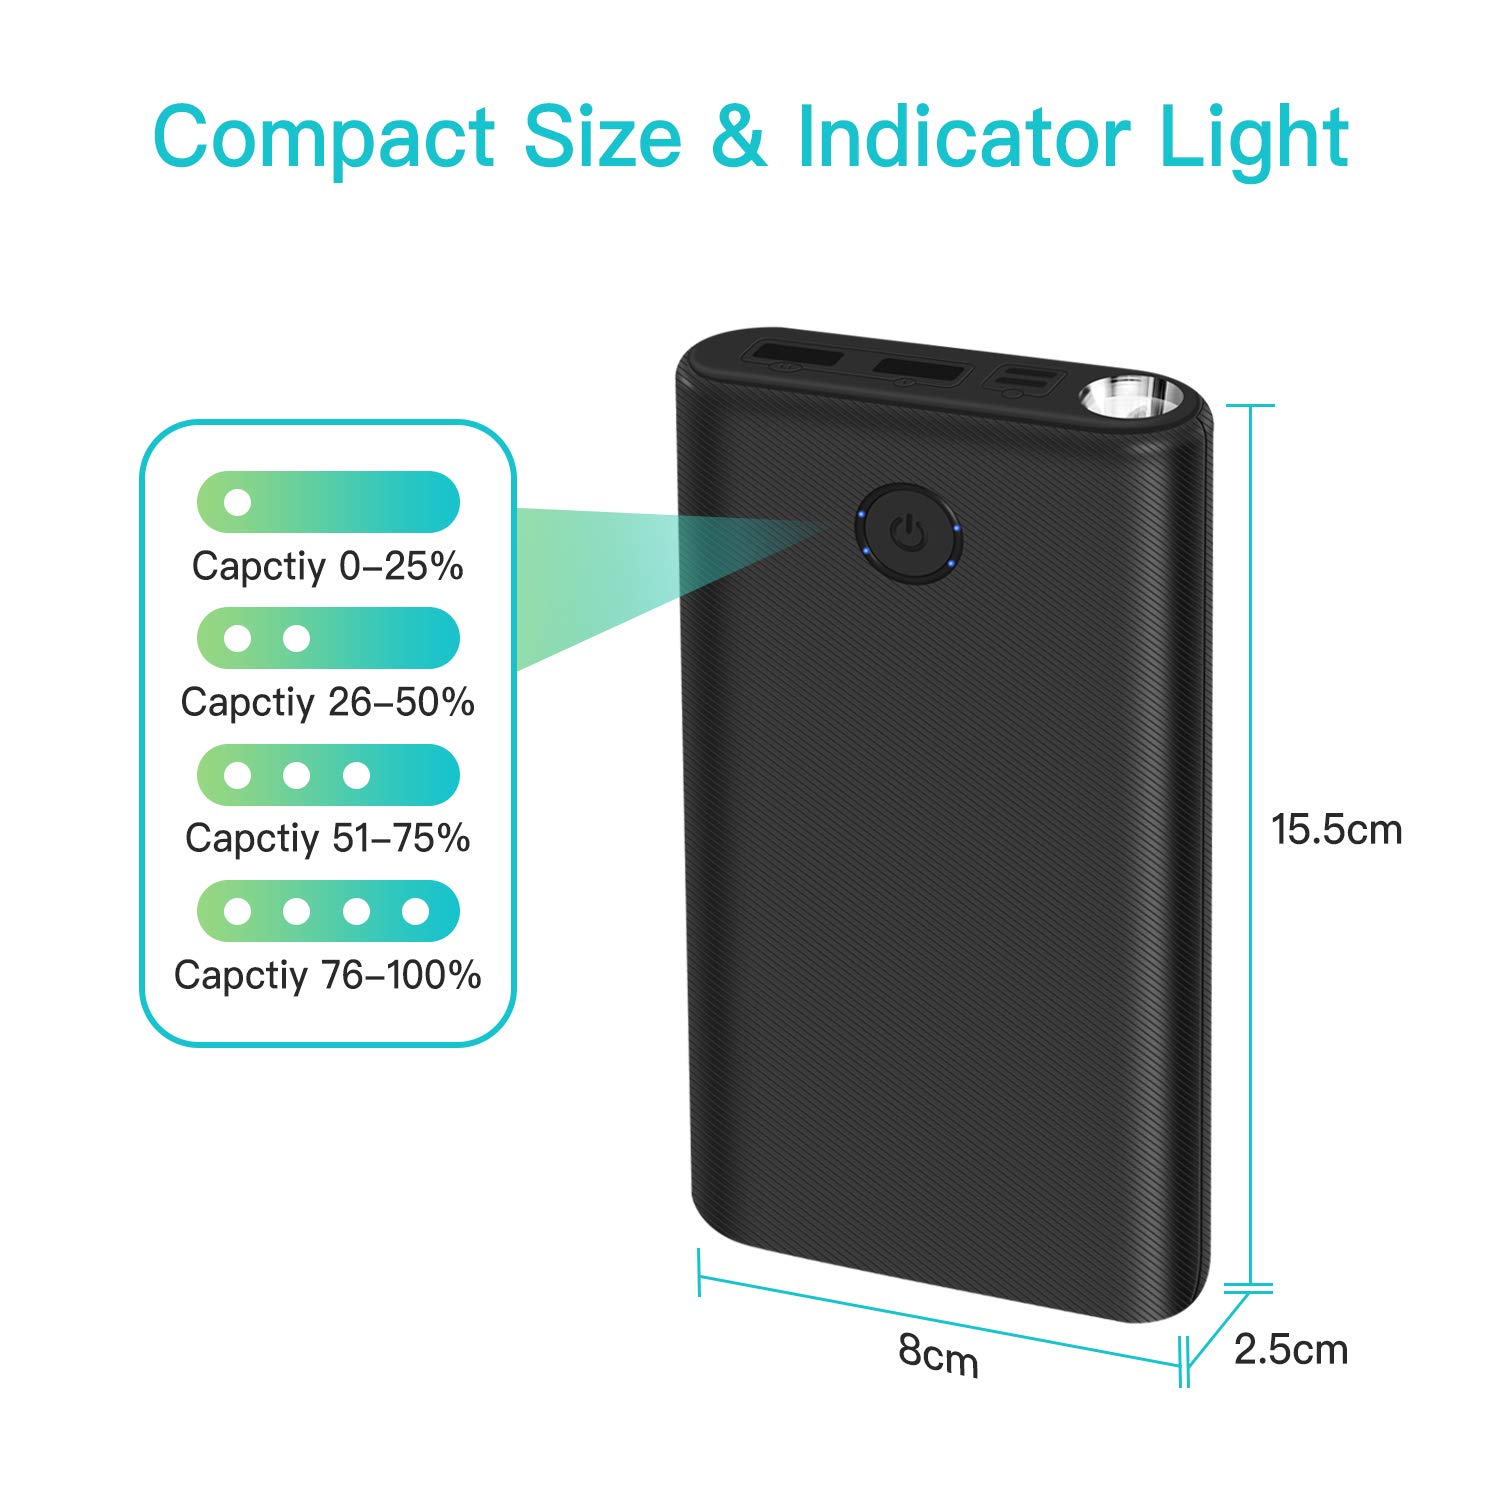 Compact Size & Indicator Light
Capctiy 0–25%
Capctiy 26–50%
Capctiy 51–75%
Capctiy 76–100%
15.5cm
8cm
2.5cm